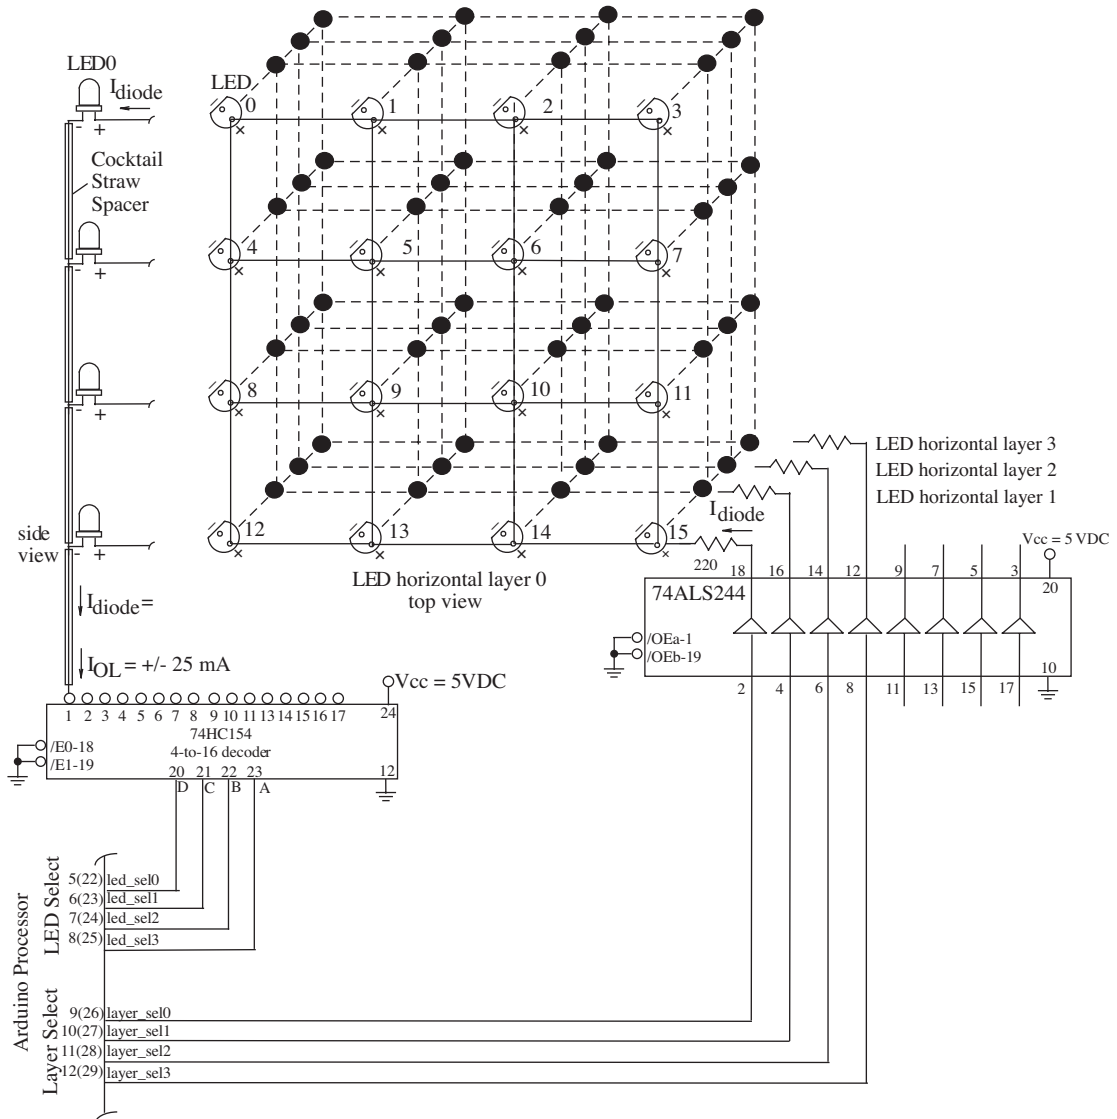 LED0
I diode
- +
Cocktail
Straw
Spacer
- +
- +
side
view
- +
I diode =
I OL = +/- 25 mA
LED
0 1 2 3
4 5 6 7
8 9 10 11
12 13 14 15
LED horizontal layer 0
top view
I diode
220
LED horizontal layer 3
LED horizontal layer 2
LED horizontal layer 1
Vcc = 5 VDC
18 16 14 12 9 7 5 3 20
74ALS244
/OEa-1
/OEb-19
10
2 4 6 8 11 13 15 17
Vcc = 5VDC
1 2 3 4 5 6 7 8 9 10 11 13 14 15 16 17 24
74HC154
4-to-16 decoder
/E0-18
/E1-19
20 21 22 23 12
D C B A
Arduino Processor
LED Select
5(22) led_sel0
6(23) led_sel1
7(24) led_sel2
8(25) led_sel3
Layer Select
9(26) layer_sel0
10(27) layer_sel1
11(28) layer_sel2
12(29) layer_sel3